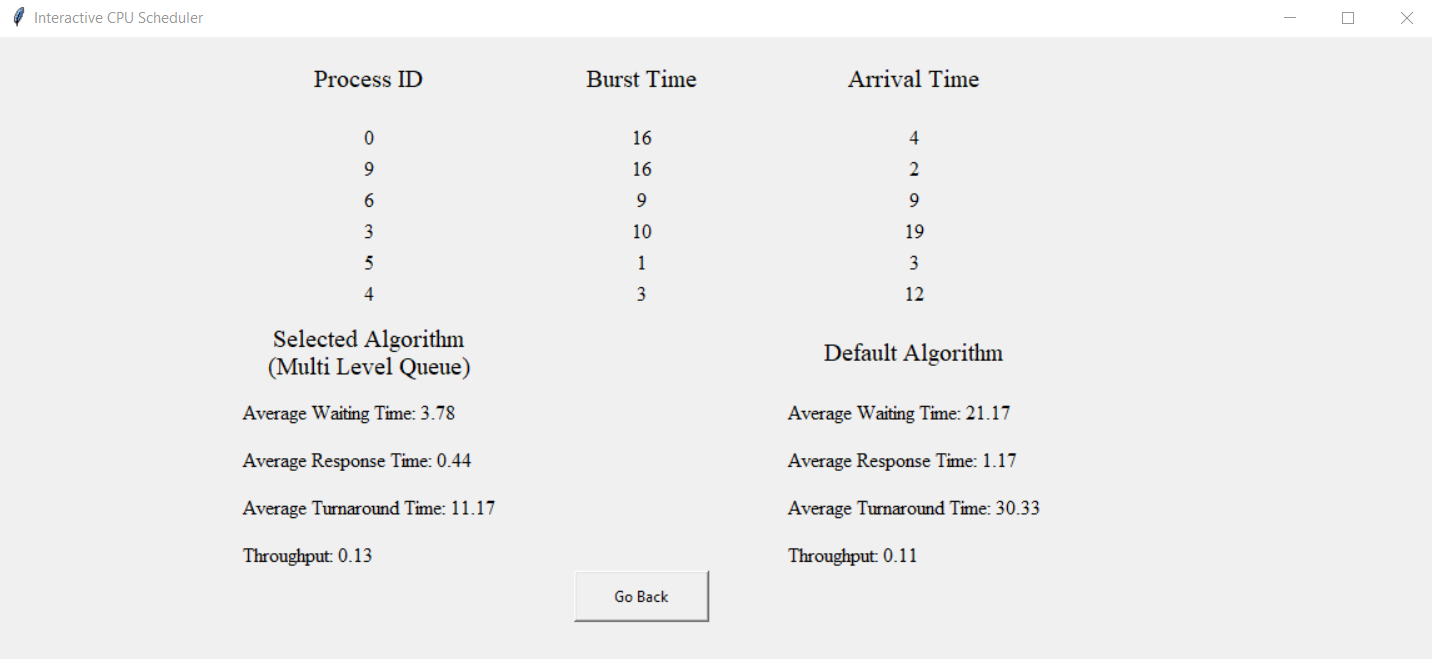 Interactive CPU Scheduler
Process ID Burst Time Arrival Time
0 16 4
9 16 2
6 9 9
3 10 19
5 1 3
4 3 12
Selected Algorithm
(Multi Level Queue)
Default Algorithm
Average Waiting Time: 3.78 Average Waiting Time: 21.17
Average Response Time: 0.44 Average Response Time: 1.17
Average Turnaround Time: 11.17 Average Turnaround Time: 30.33
Throughput: 0.13 Throughput: 0.11
Go Back